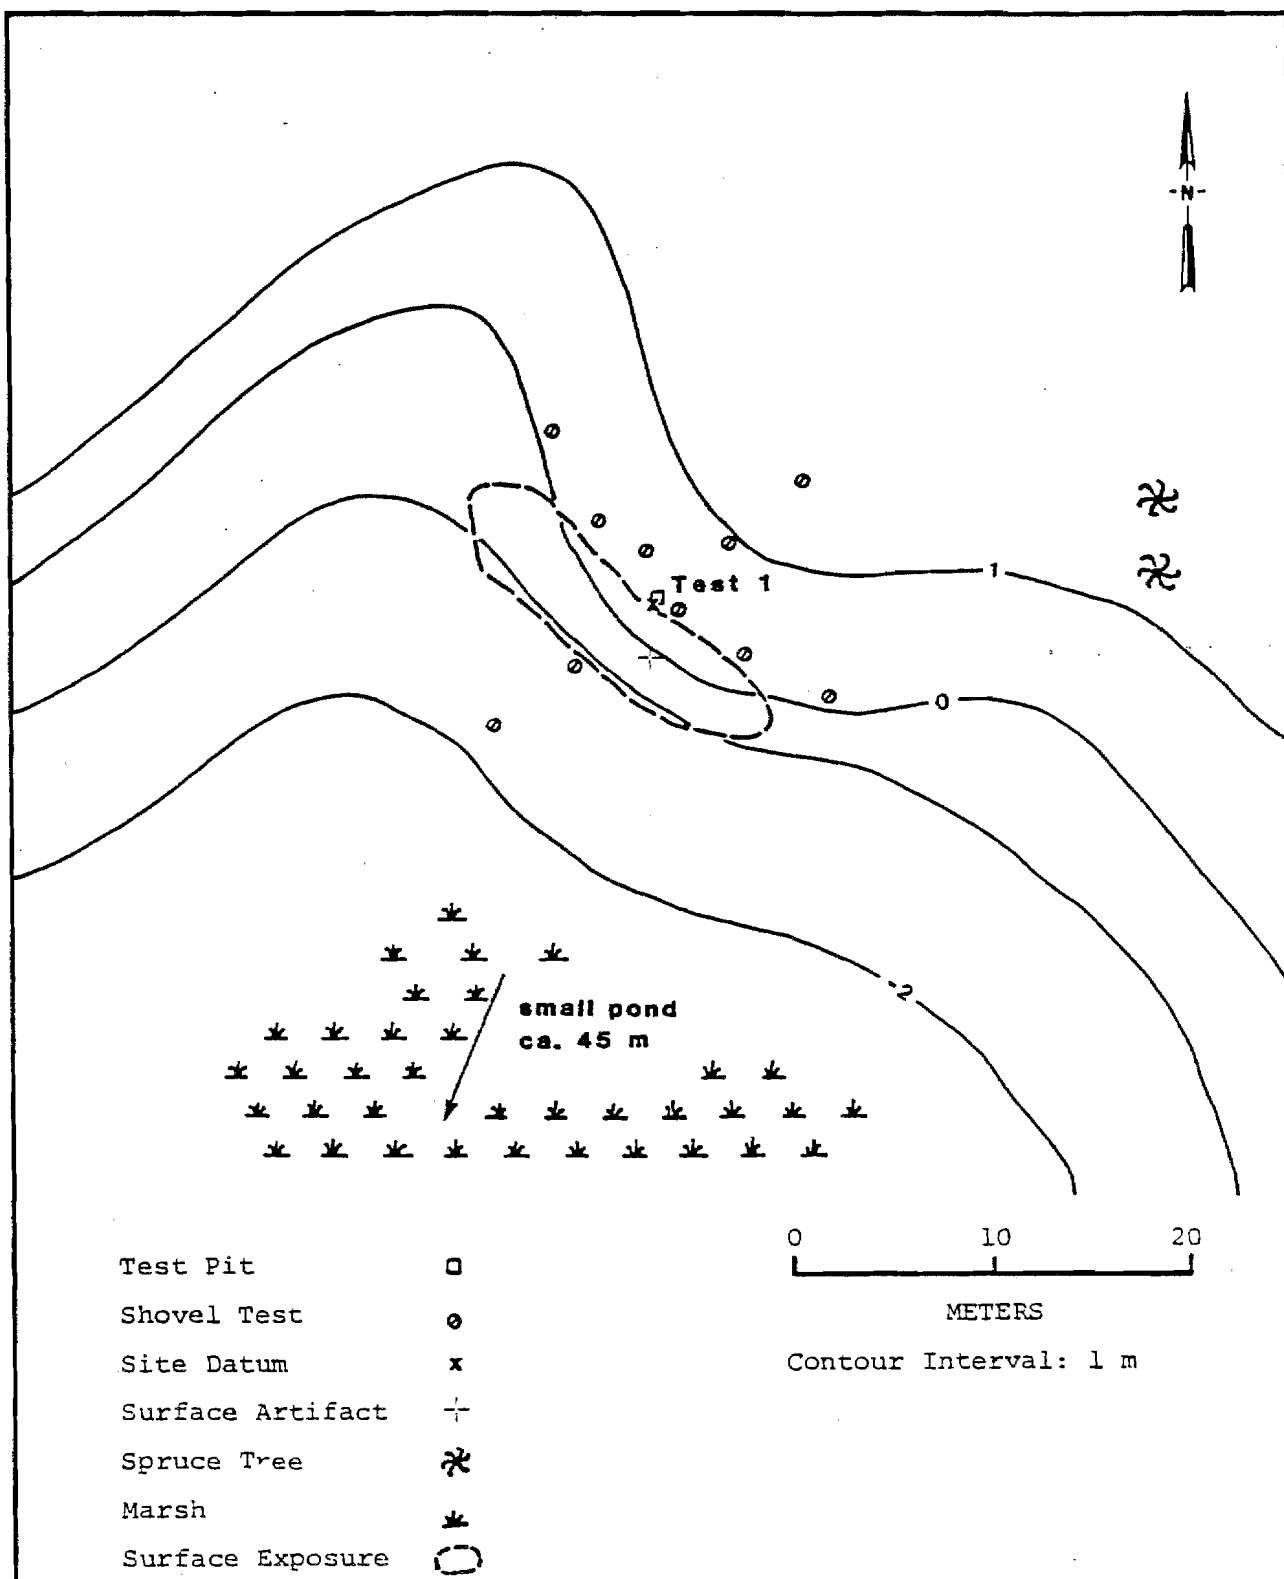 -N-
Test 1
1
0
-2
small pond
ca. 45 m
0 10 20
METERS
Contour Interval: 1 m
Test Pit
Shovel Test
Site Datum
Surface Artifact
Spruce Tree
Marsh
Surface Exposure